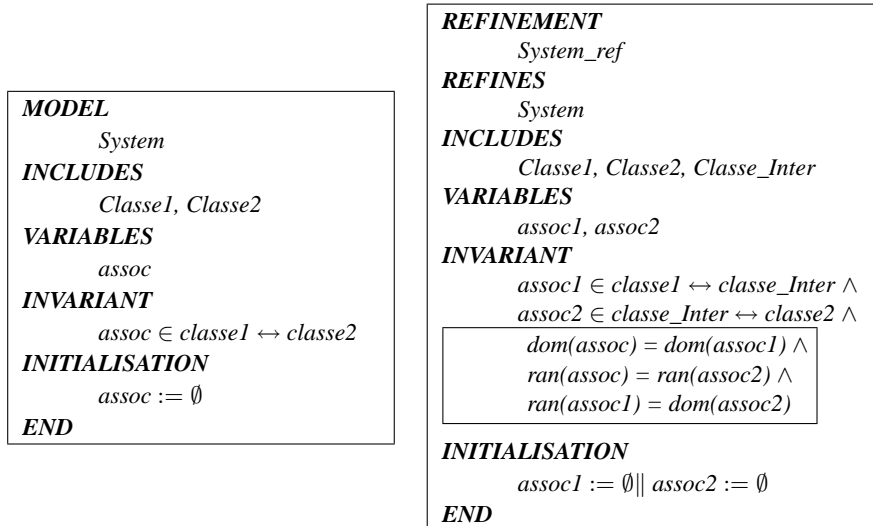 MODEL
System
INCLUDES
Classe1, Classe2
VARIABLES
assoc
INVARIANT
assoc ∈ classe1 ↔ classe2
INITIALISATION
assoc := ∅
END
REFINEMENT
System_ref
REFINES
System
INCLUDES
Classe1, Classe2, Classe_Inter
VARIABLES
assoc1, assoc2
INVARIANT
assoc1 ∈ classe1 ↔ classe_Inter ∧
assoc2 ∈ classe_Inter ↔ classe2 ∧
dom(assoc) = dom(assoc1) ∧
ran(assoc) = ran(assoc2) ∧
ran(assoc1) = dom(assoc2)
INITIALISATION
assoc1 := ∅|| assoc2 := ∅
END